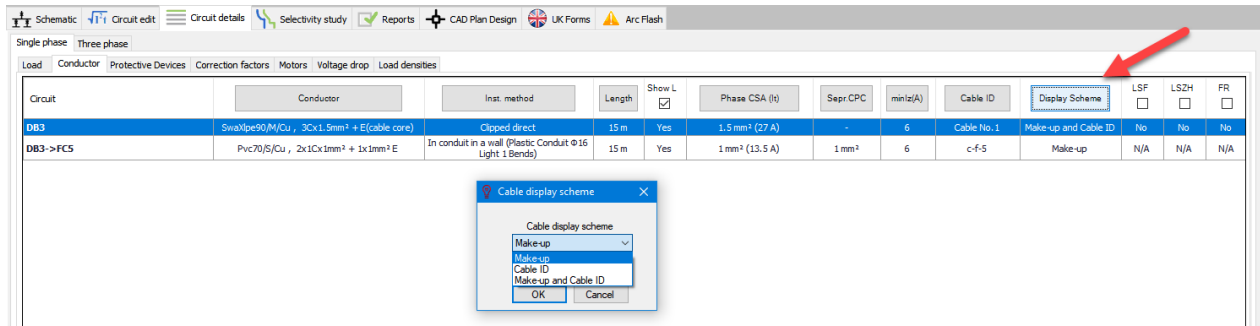 Schematic Circuit edit Circuit details Selectivity study Reports CAD Plan Design UK Forms Arc Flash
Single phase Three phase
Load Conductor Protective Devices Correction factors Motors Voltage drop Load densities
Circuit Conductor Inst. method Length Show L Phase CSA (It) Sepr.CPC minIz(A) Cable ID Display Scheme LSF LSZH FR
DB3 SwaXlpe90/M/Cu , 3Cx1.5mm² + E(cable core) Clipped direct 15 m Yes 1.5 mm² (27 A) - 6 Cable No.1 Make-up and Cable ID No No No
DB3->FC5 Pvc70/S/Cu , 2x1Cx1mm² + 1x1mm² E In conduit in a wall (Plastic Conduit Φ16 15 m Yes 1 mm² (13.5 A) 1 mm² 6 c-f-5 Make-up N/A N/A N/A
Light 1 Bends)
Cable display scheme
Cable display scheme
Make-up
Make-up
Cable ID
Make-up and Cable ID
OK Cancel